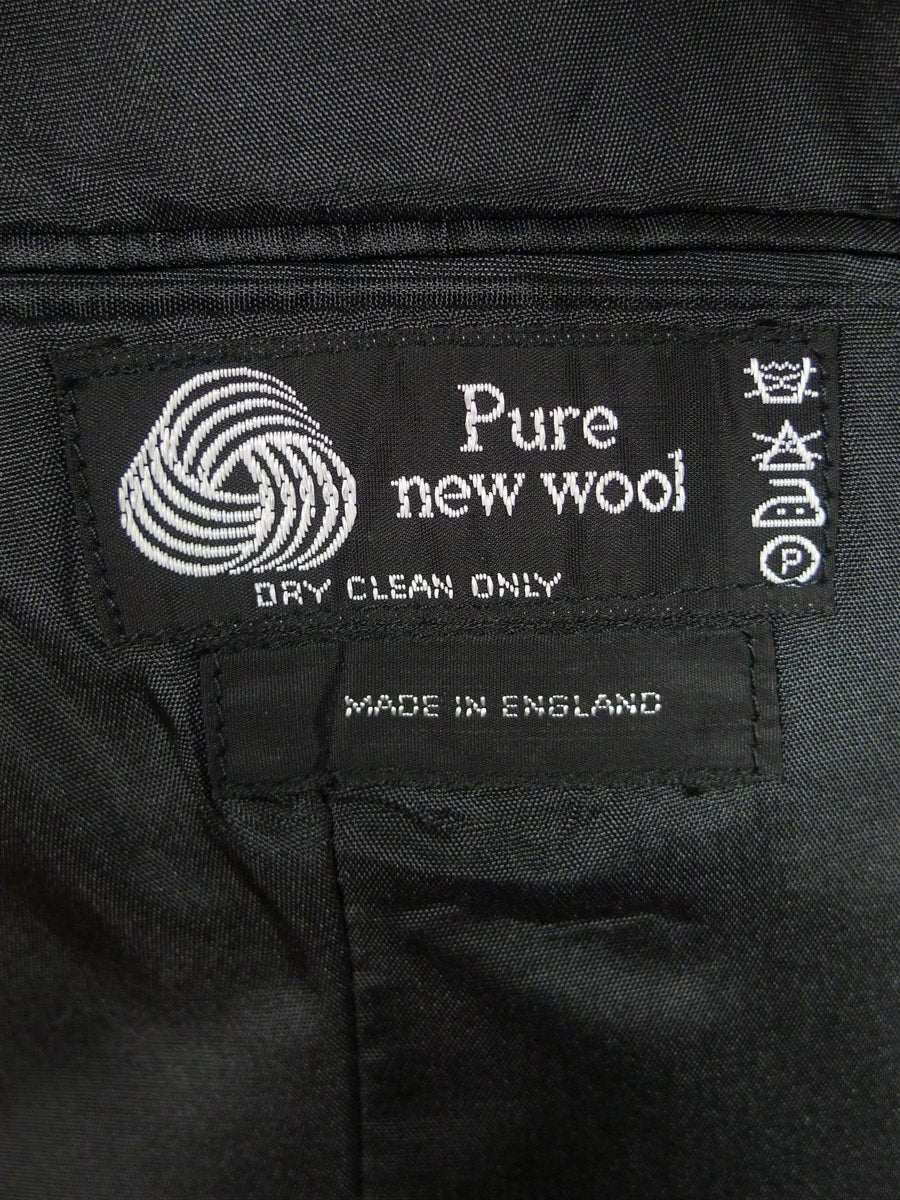 Pure
new wool
DRY CLEAN ONLY
P
MADE IN ENGLAND